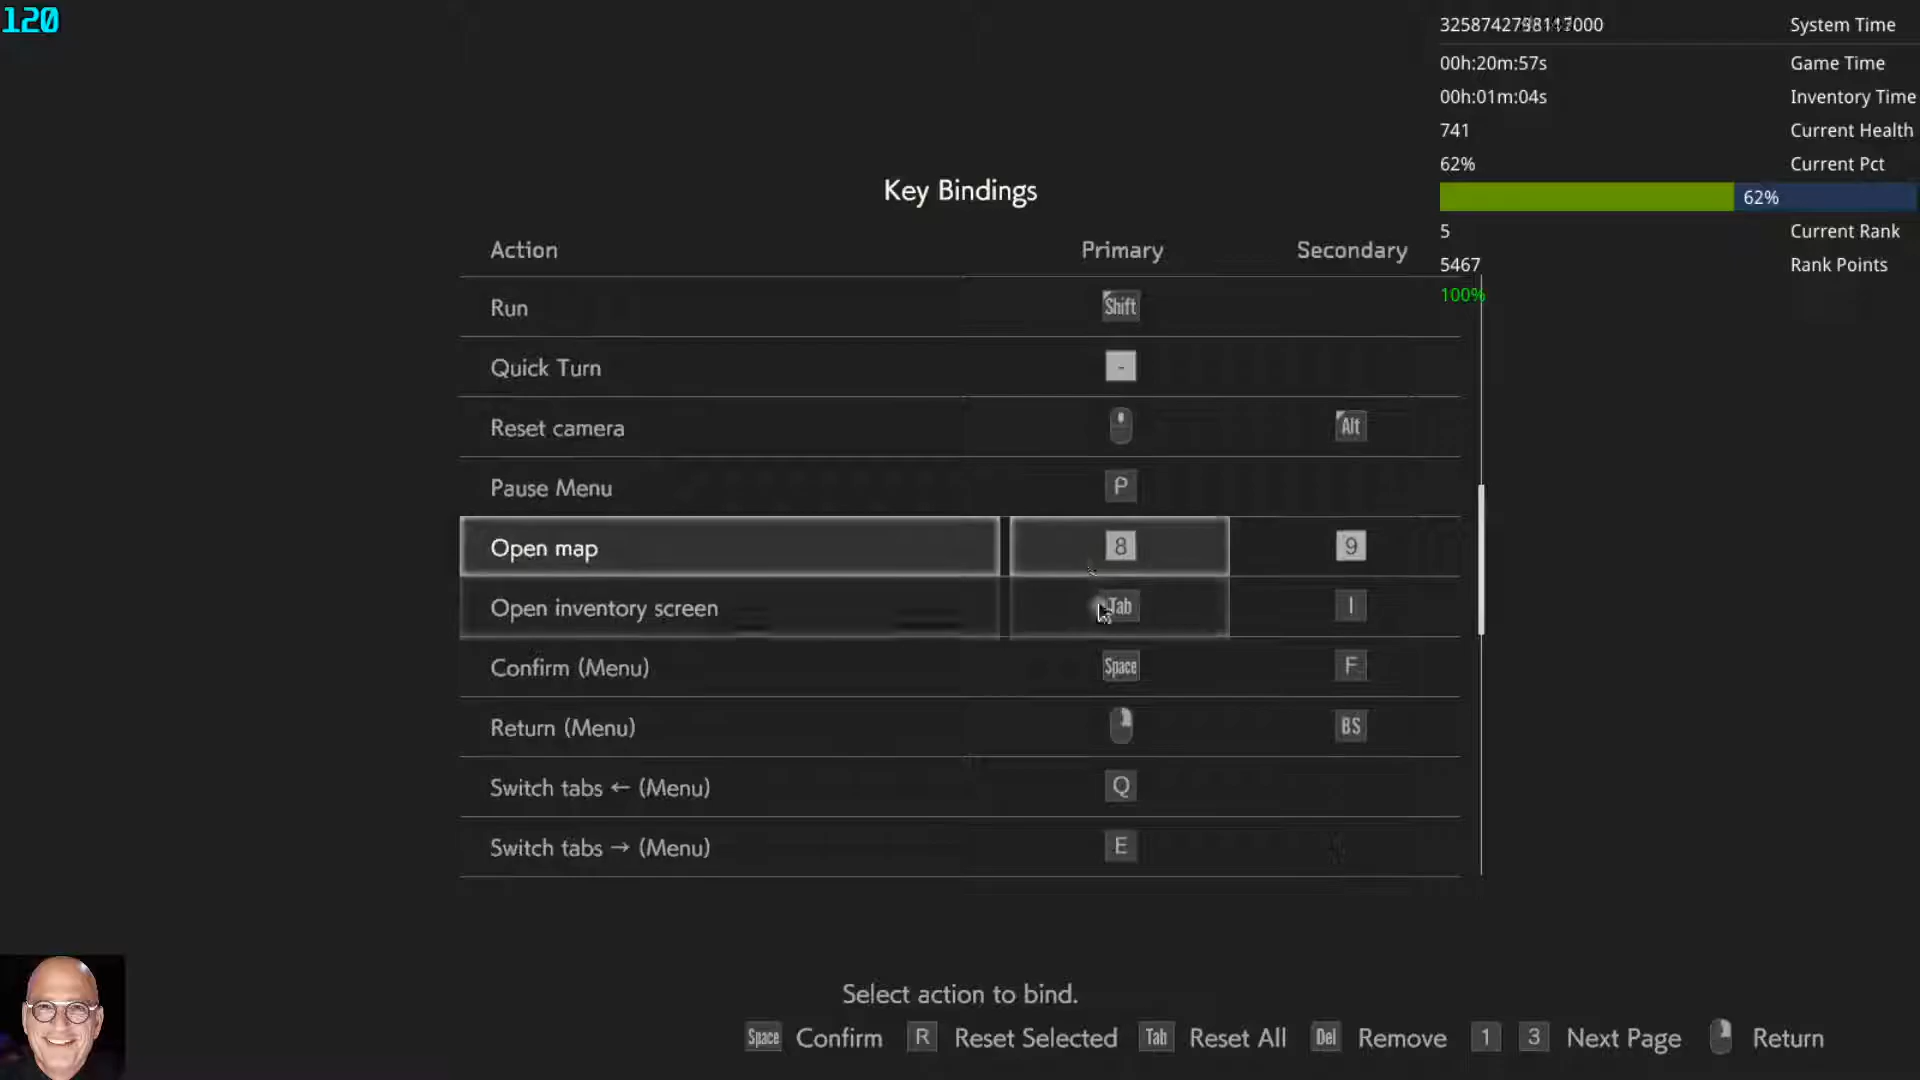 120
3258742798117000 System Time
00h:20m:57s Game Time
00h:01m:04s Inventory Time
741 Current Health
62% Current Pct
62%
5 Current Rank
5467 Rank Points
100%
Key Bindings
Action Primary Secondary
Run Shift
Quick Turn -
Reset camera Alt
Pause Menu P
Open map 8 9
Open inventory screen Tab I
Confirm (Menu) Space F
Return (Menu) BS
Switch tabs ← (Menu) Q
Switch tabs → (Menu) E
Select action to bind.
Space Confirm R Reset Selected Tab Reset All Del Remove 1 3 Next Page Return